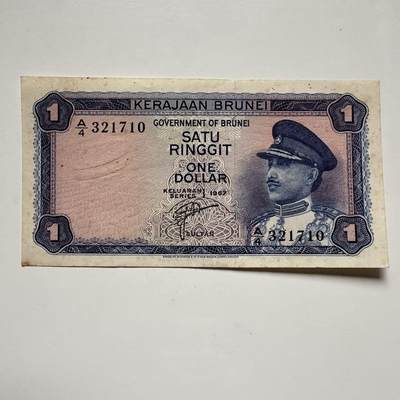 KERAJAAN BRUNEI
1
1
GOVERNMENT OF BRUNEI
A/4 321710
SATU
RINGGIT
ONE
DOLLAR
KELUARAN
SERIES 1967
SULTAN
A/4 321710
1
1